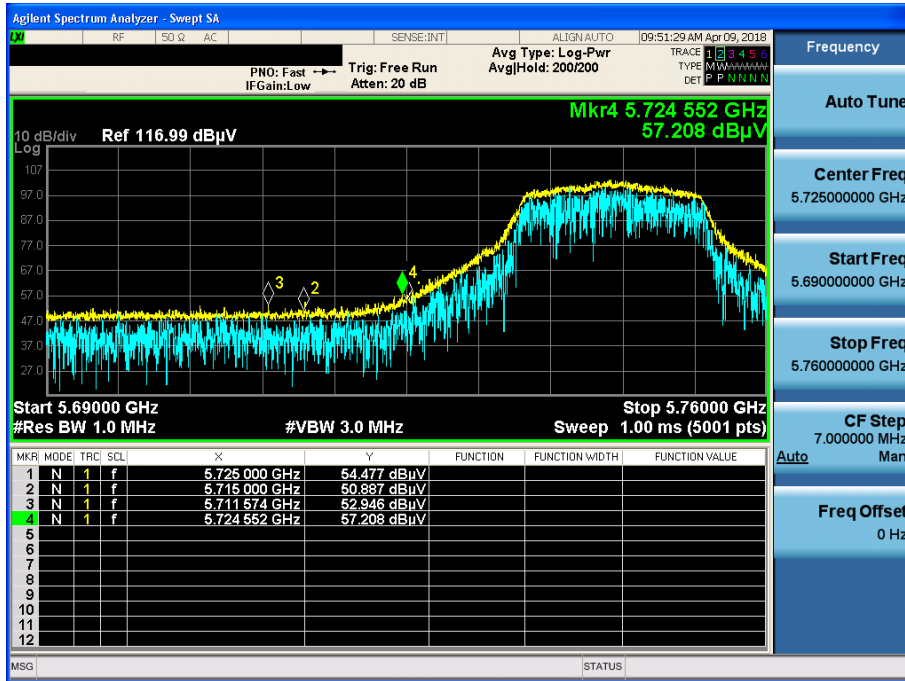 Agilent Spectrum Analyzer - Swept SA
LXI RF 50 Ω AC SENSE:INT ALIGN AUTO 09:51:29 AM Apr 09, 2018
Frequency
PNO: Fast
IFGain:Low
Trig: Free Run
Atten: 20 dB
Avg Type: Log-Pwr
Avg|Hold: 200/200
TRACE 1 2 3 4 5 6
TYPE MWWWWW
DET P P N N N N
Auto Tune
Mkr4 5.724 552 GHz
57.208 dBµV
10 dB/div Ref 116.99 dBµV
Log
107
97.0
87.0
77.0
67.0
57.0
47.0
37.0
27.0
3
2
4
Start 5.69000 GHz Stop 5.76000 GHz
#Res BW 1.0 MHz #VBW 3.0 MHz Sweep 1.00 ms (5001 pts)
Center Freq
5.725000000 GHz
Start Freq
5.690000000 GHz
Stop Freq
5.760000000 GHz
CF Step
7.000000 MHz
Auto Man
Freq Offset
0 Hz
MKR MODE TRC SCL X Y FUNCTION FUNCTION WIDTH FUNCTION VALUE
1 N 1 f 5.725 000 GHz 54.477 dBµV
2 N 1 f 5.715 000 GHz 50.887 dBµV
3 N 1 f 5.711 574 GHz 52.946 dBµV
4 N 1 f 5.724 552 GHz 57.208 dBµV
5
6
7
8
9
10
11
12
MSG STATUS